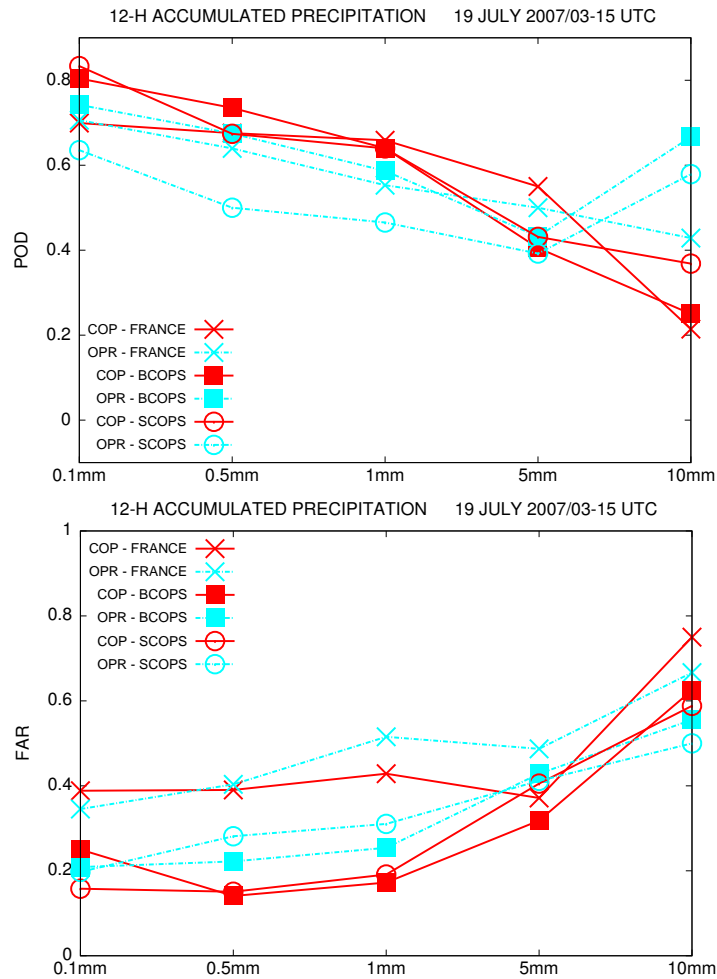 12-H ACCUMULATED PRECIPITATION 19 JULY 2007/03-15 UTC
0.8
0.6
0.4
0.2
0
POD
COP - FRANCE
OPR - FRANCE
COP - BCOPS
OPR - BCOPS
COP - SCOPS
OPR - SCOPS
0.1mm 0.5mm 1mm 5mm 10mm
12-H ACCUMULATED PRECIPITATION 19 JULY 2007/03-15 UTC
1
0.8
0.6
0.4
0.2
0
FAR
COP - FRANCE
OPR - FRANCE
COP - BCOPS
OPR - BCOPS
COP - SCOPS
OPR - SCOPS
0.1mm 0.5mm 1mm 5mm 10mm